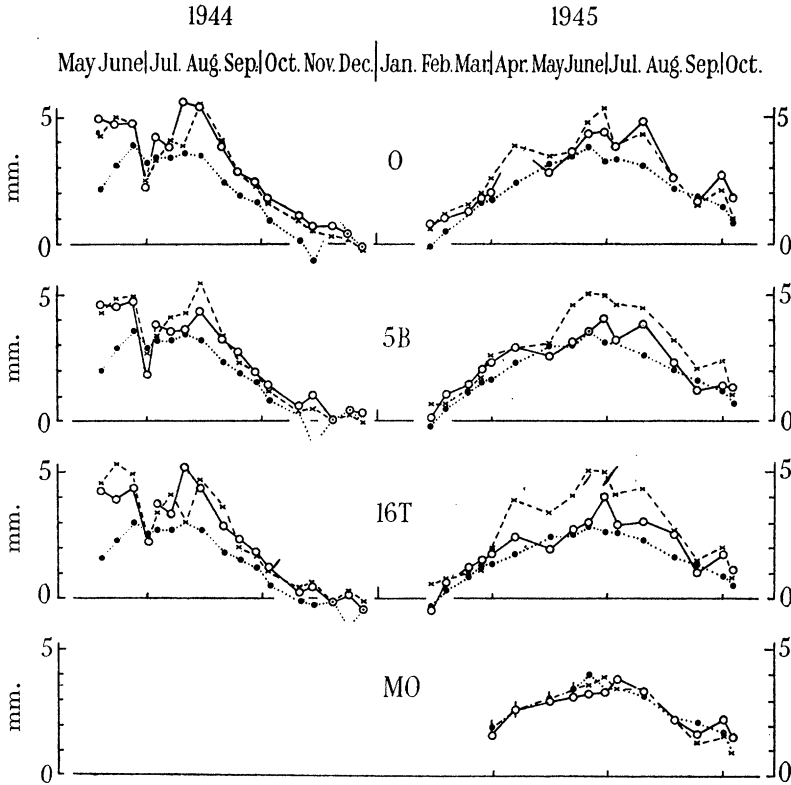 1944 1945
May June Jul. Aug. Sep. Oct. Nov. Dec. Jan. Feb. Mar. Apr. May June Jul. Aug. Sep. Oct.
5 5
mm. O
0 0
5 5
mm. 5B
0 0
5 5
mm. 16T
0 0
5 5
mm. MO
0 0